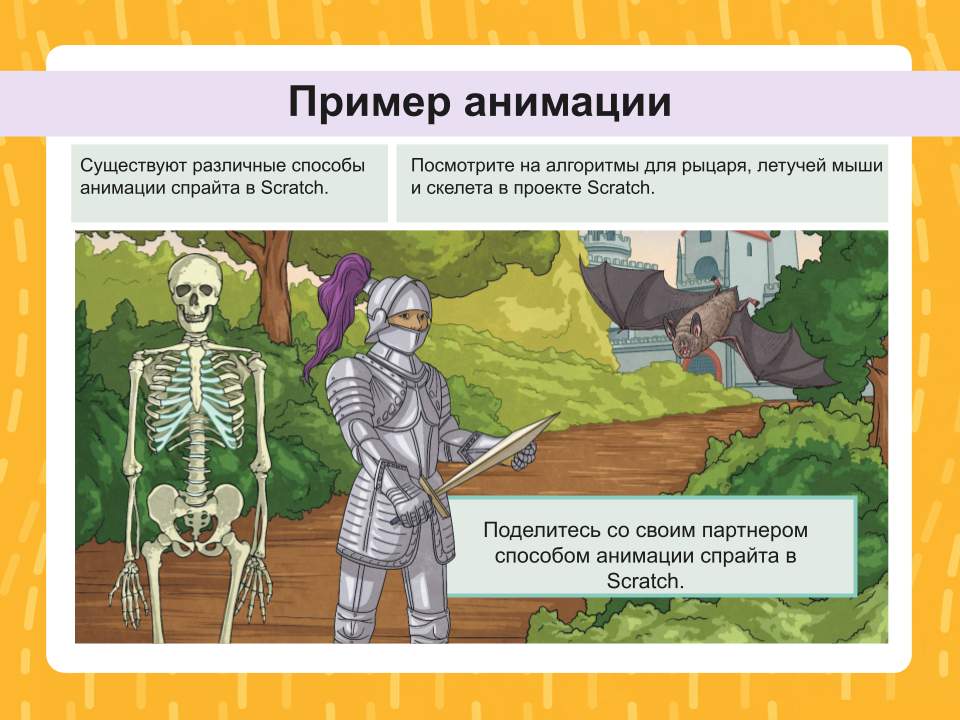 Пример анимации
Существуют различные способы
анимации спрайта в Scratch.
Посмотрите на алгоритмы для рыцаря, летучей мыши
и скелета в проекте Scratch.
Поделитесь со своим партнером
способом анимации спрайта в
Scratch.